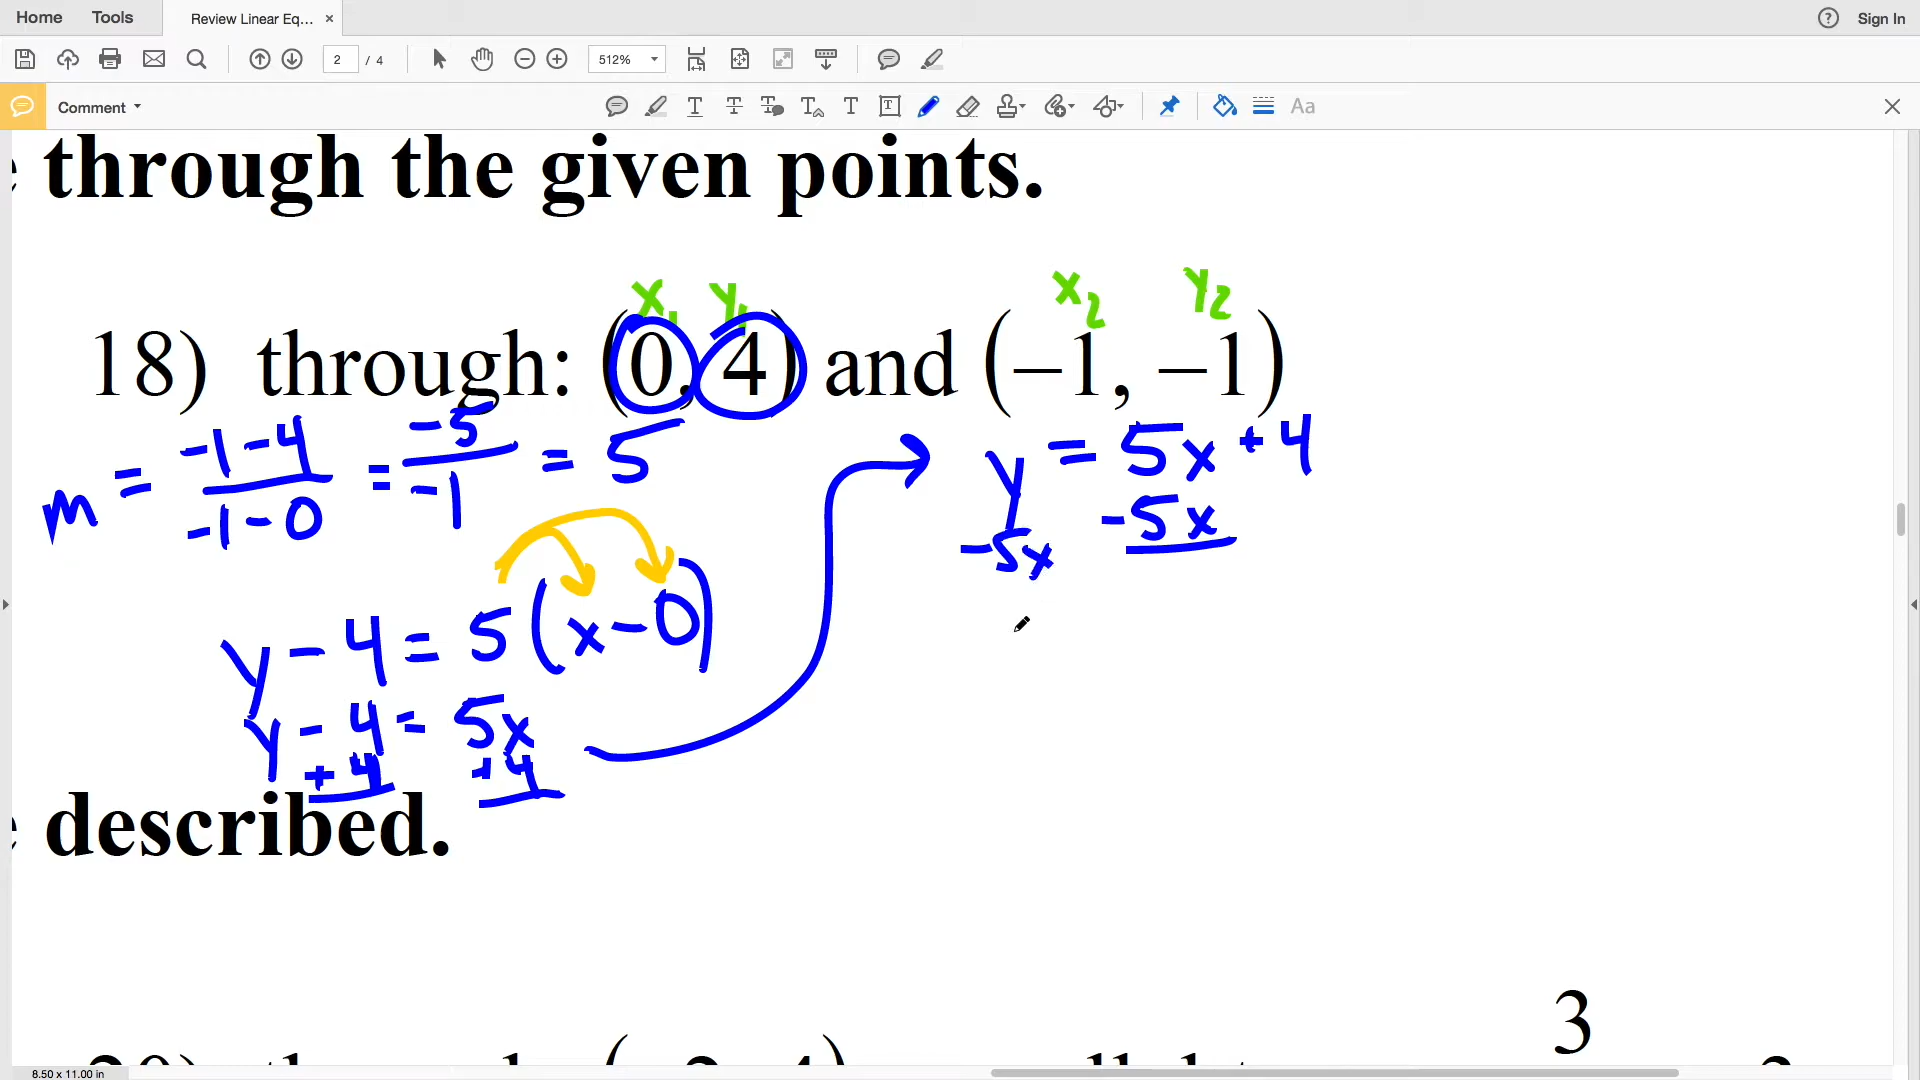 Home Tools Review Linear Eq... × Sign In
2 / 4 512%
Comment Aa
through the given points.
x₁ y₁ x₂ y₂
18) through: (0, 4) and (−1, −1)
m = (-1-4)/(-1-0) = -5/-1 = 5
y = 5x + 4
-5x -5x
y - 4 = 5(x-0)
y - 4 = 5x
+4 +4
described.
3
8.50 x 11.00 in